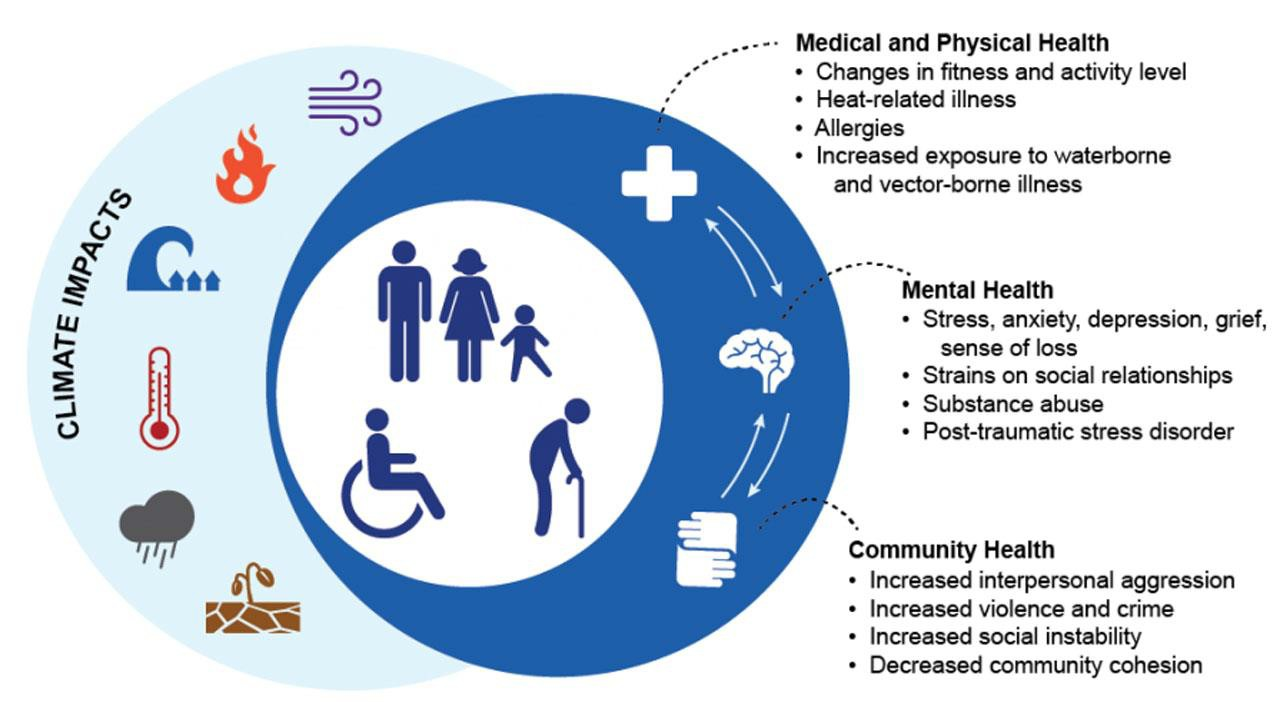 CLIMATE IMPACTS
Medical and Physical Health
• Changes in fitness and activity level
• Heat-related illness
• Allergies
• Increased exposure to waterborne
and vector-borne illness
Mental Health
• Stress, anxiety, depression, grief,
sense of loss
• Strains on social relationships
• Substance abuse
• Post-traumatic stress disorder
Community Health
• Increased interpersonal aggression
• Increased violence and crime
• Increased social instability
• Decreased community cohesion